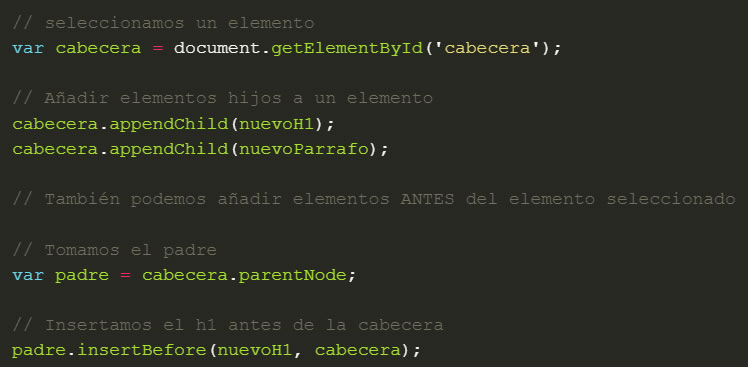 // seleccionamos un elemento
var cabecera = document.getElementById('cabecera');
// Añadir elementos hijos a un elemento
cabecera.appendChild(nuevoH1);
cabecera.appendChild(nuevoParrafo);
// También podemos añadir elementos ANTES del elemento seleccionado
// Tomamos el padre
var padre = cabecera.parentNode;
// Insertamos el h1 antes de la cabecera
padre.insertBefore(nuevoH1, cabecera);